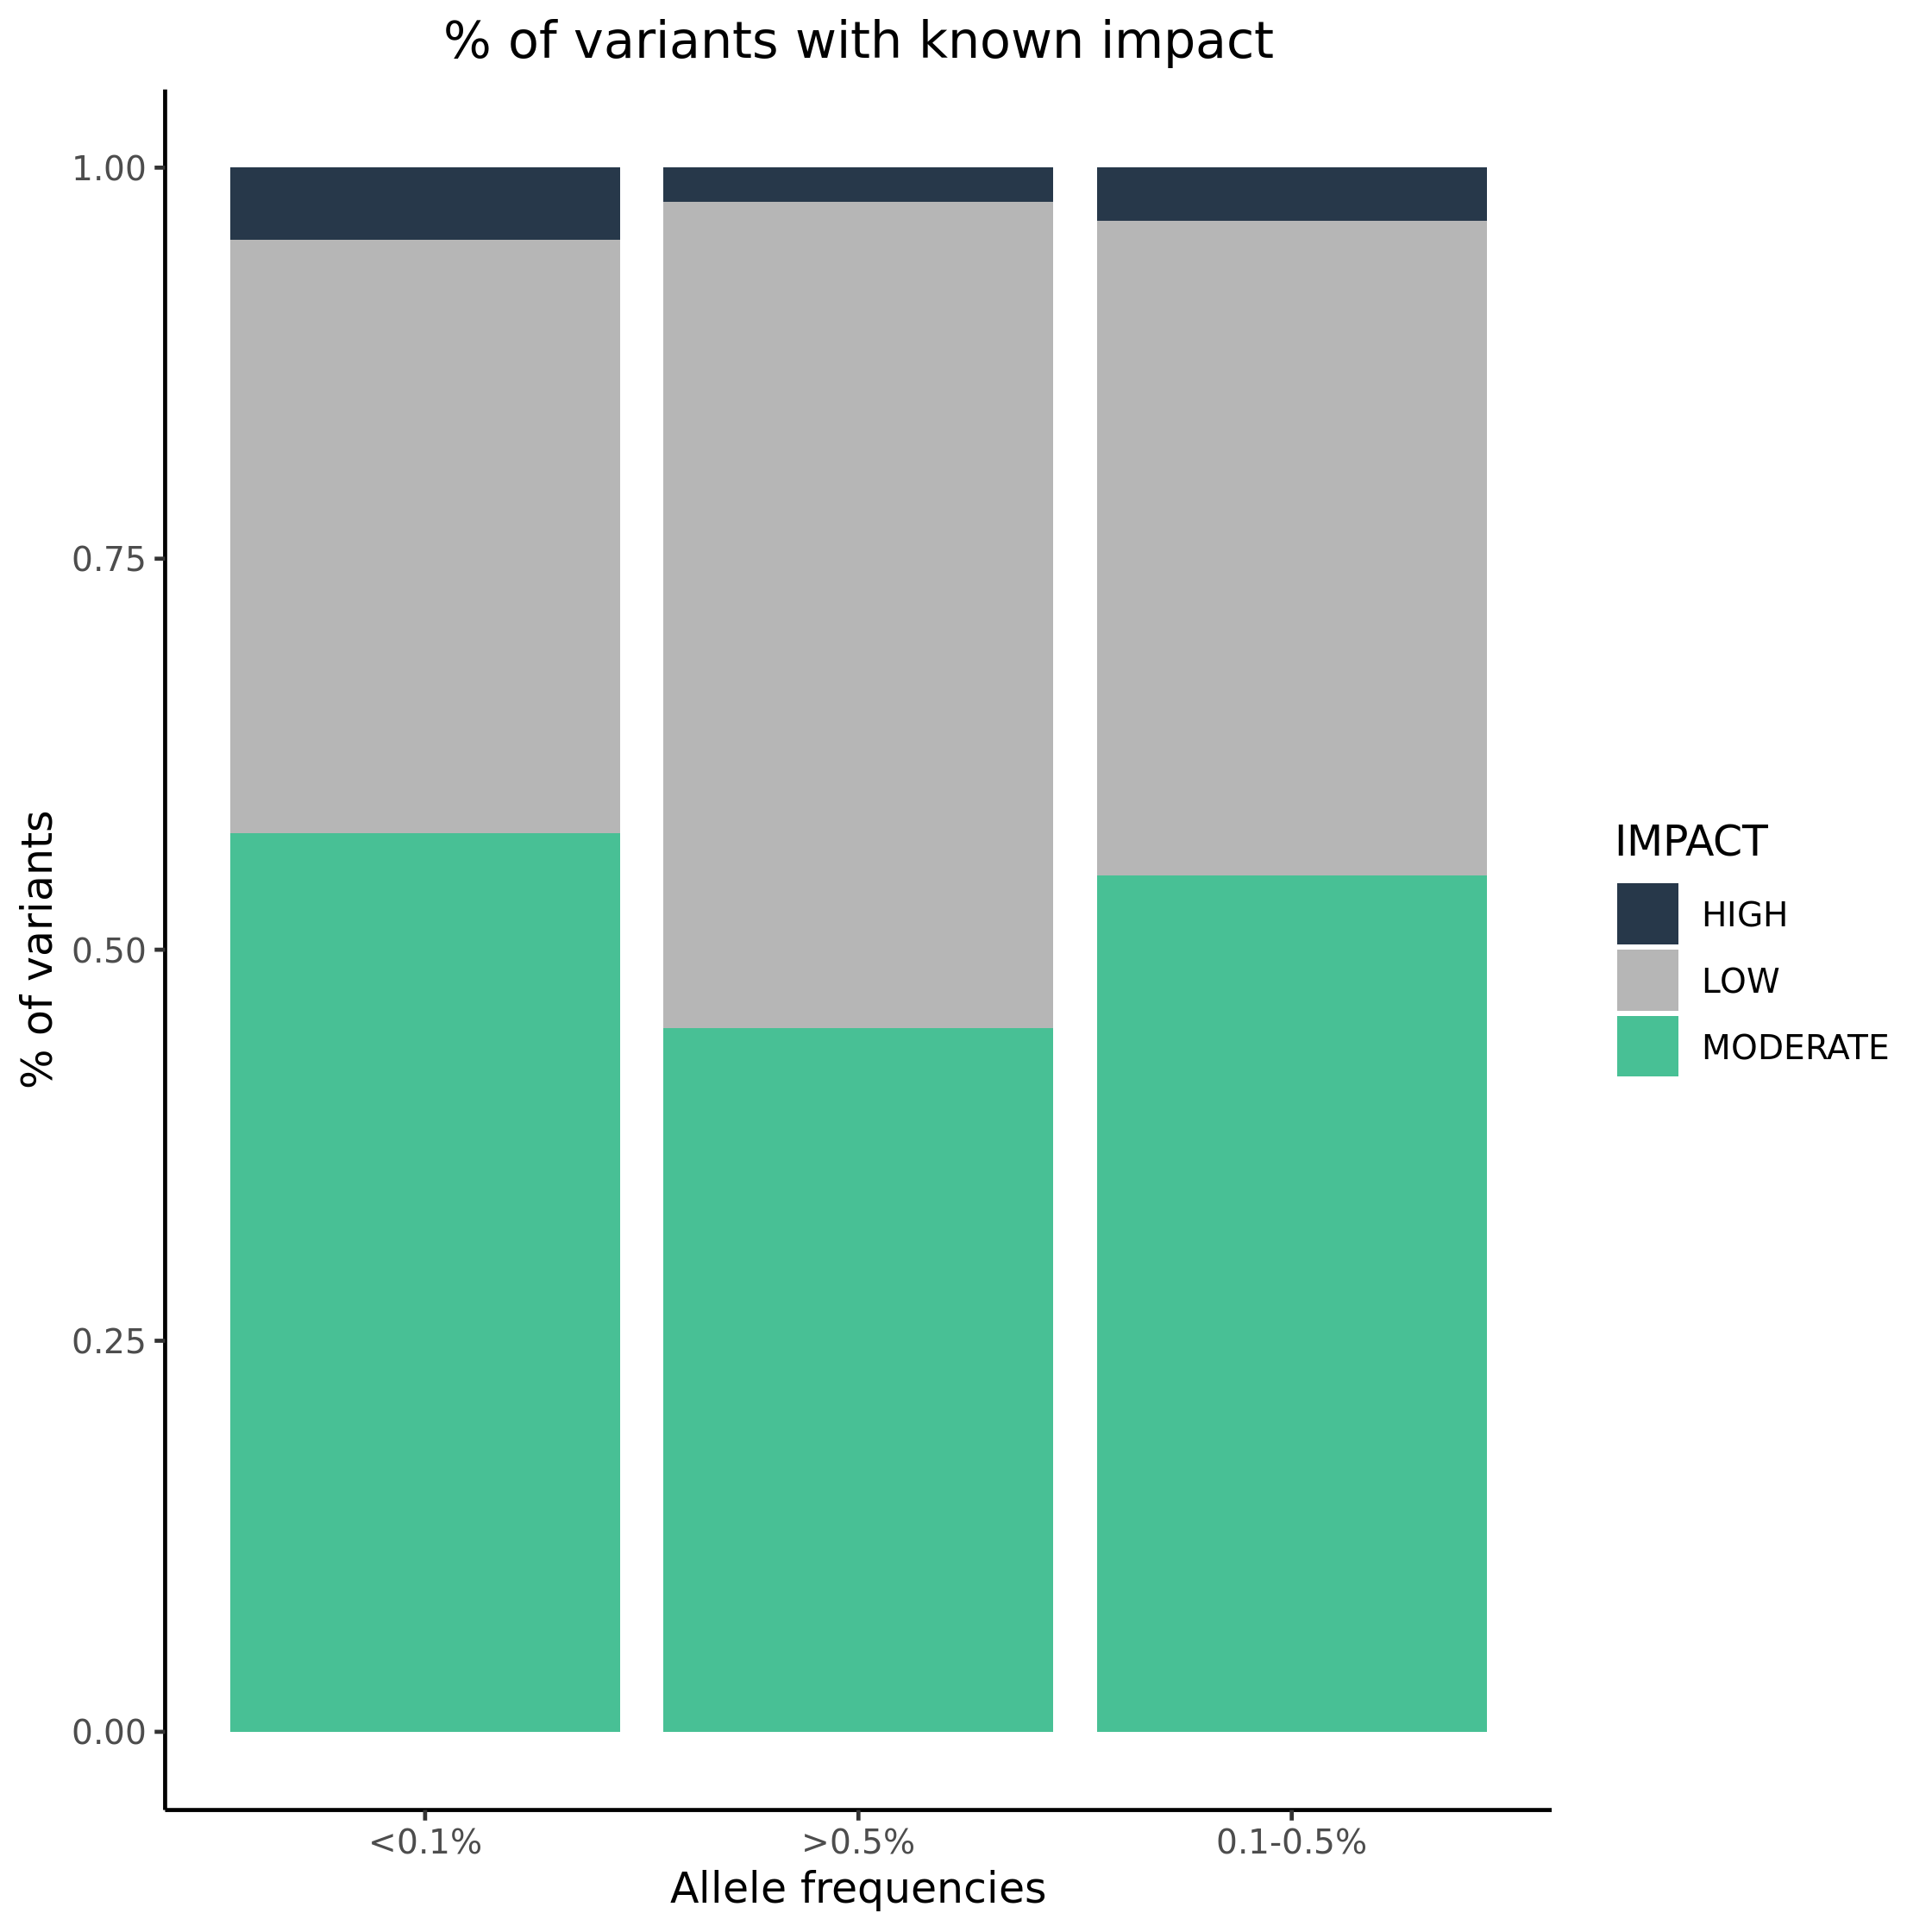 % of variants with known impact
% of variants
1.00
0.75
0.50
0.25
0.00
<0.1%
>0.5%
0.1-0.5%
Allele frequencies
IMPACT
HIGH
LOW
MODERATE